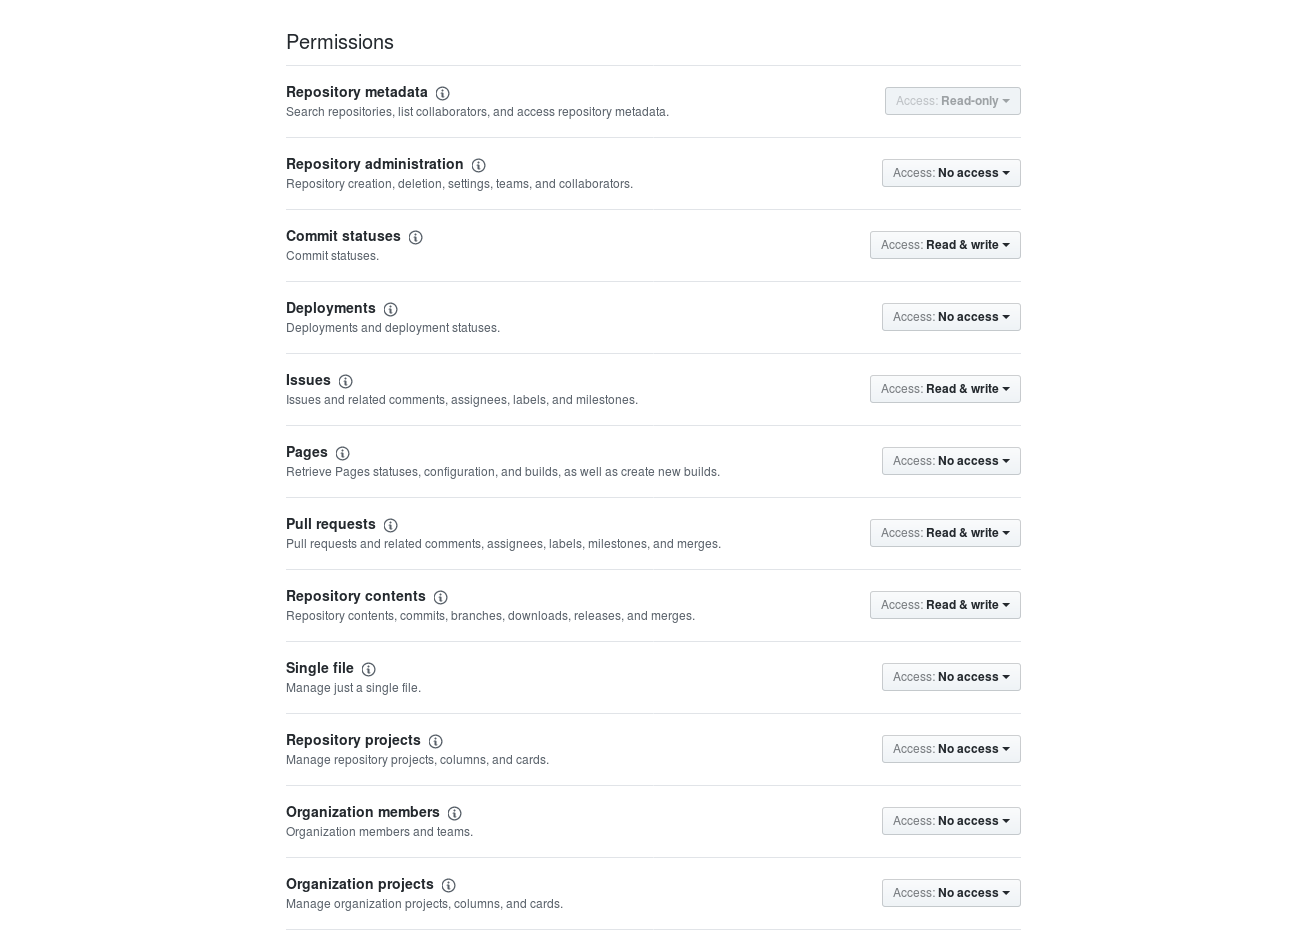 Permissions
Repository metadata
Access: Read-only
Search repositories, list collaborators, and access repository metadata.
Repository administration
Access: No access
Repository creation, deletion, settings, teams, and collaborators.
Commit statuses
Access: Read & write
Commit statuses.
Deployments
Access: No access
Deployments and deployment statuses.
Issues
Access: Read & write
Issues and related comments, assignees, labels, and milestones.
Pages
Access: No access
Retrieve Pages statuses, configuration, and builds, as well as create new builds.
Pull requests
Access: Read & write
Pull requests and related comments, assignees, labels, milestones, and merges.
Repository contents
Access: Read & write
Repository contents, commits, branches, downloads, releases, and merges.
Single file
Access: No access
Manage just a single file.
Repository projects
Access: No access
Manage repository projects, columns, and cards.
Organization members
Access: No access
Organization members and teams.
Organization projects
Access: No access
Manage organization projects, columns, and cards.